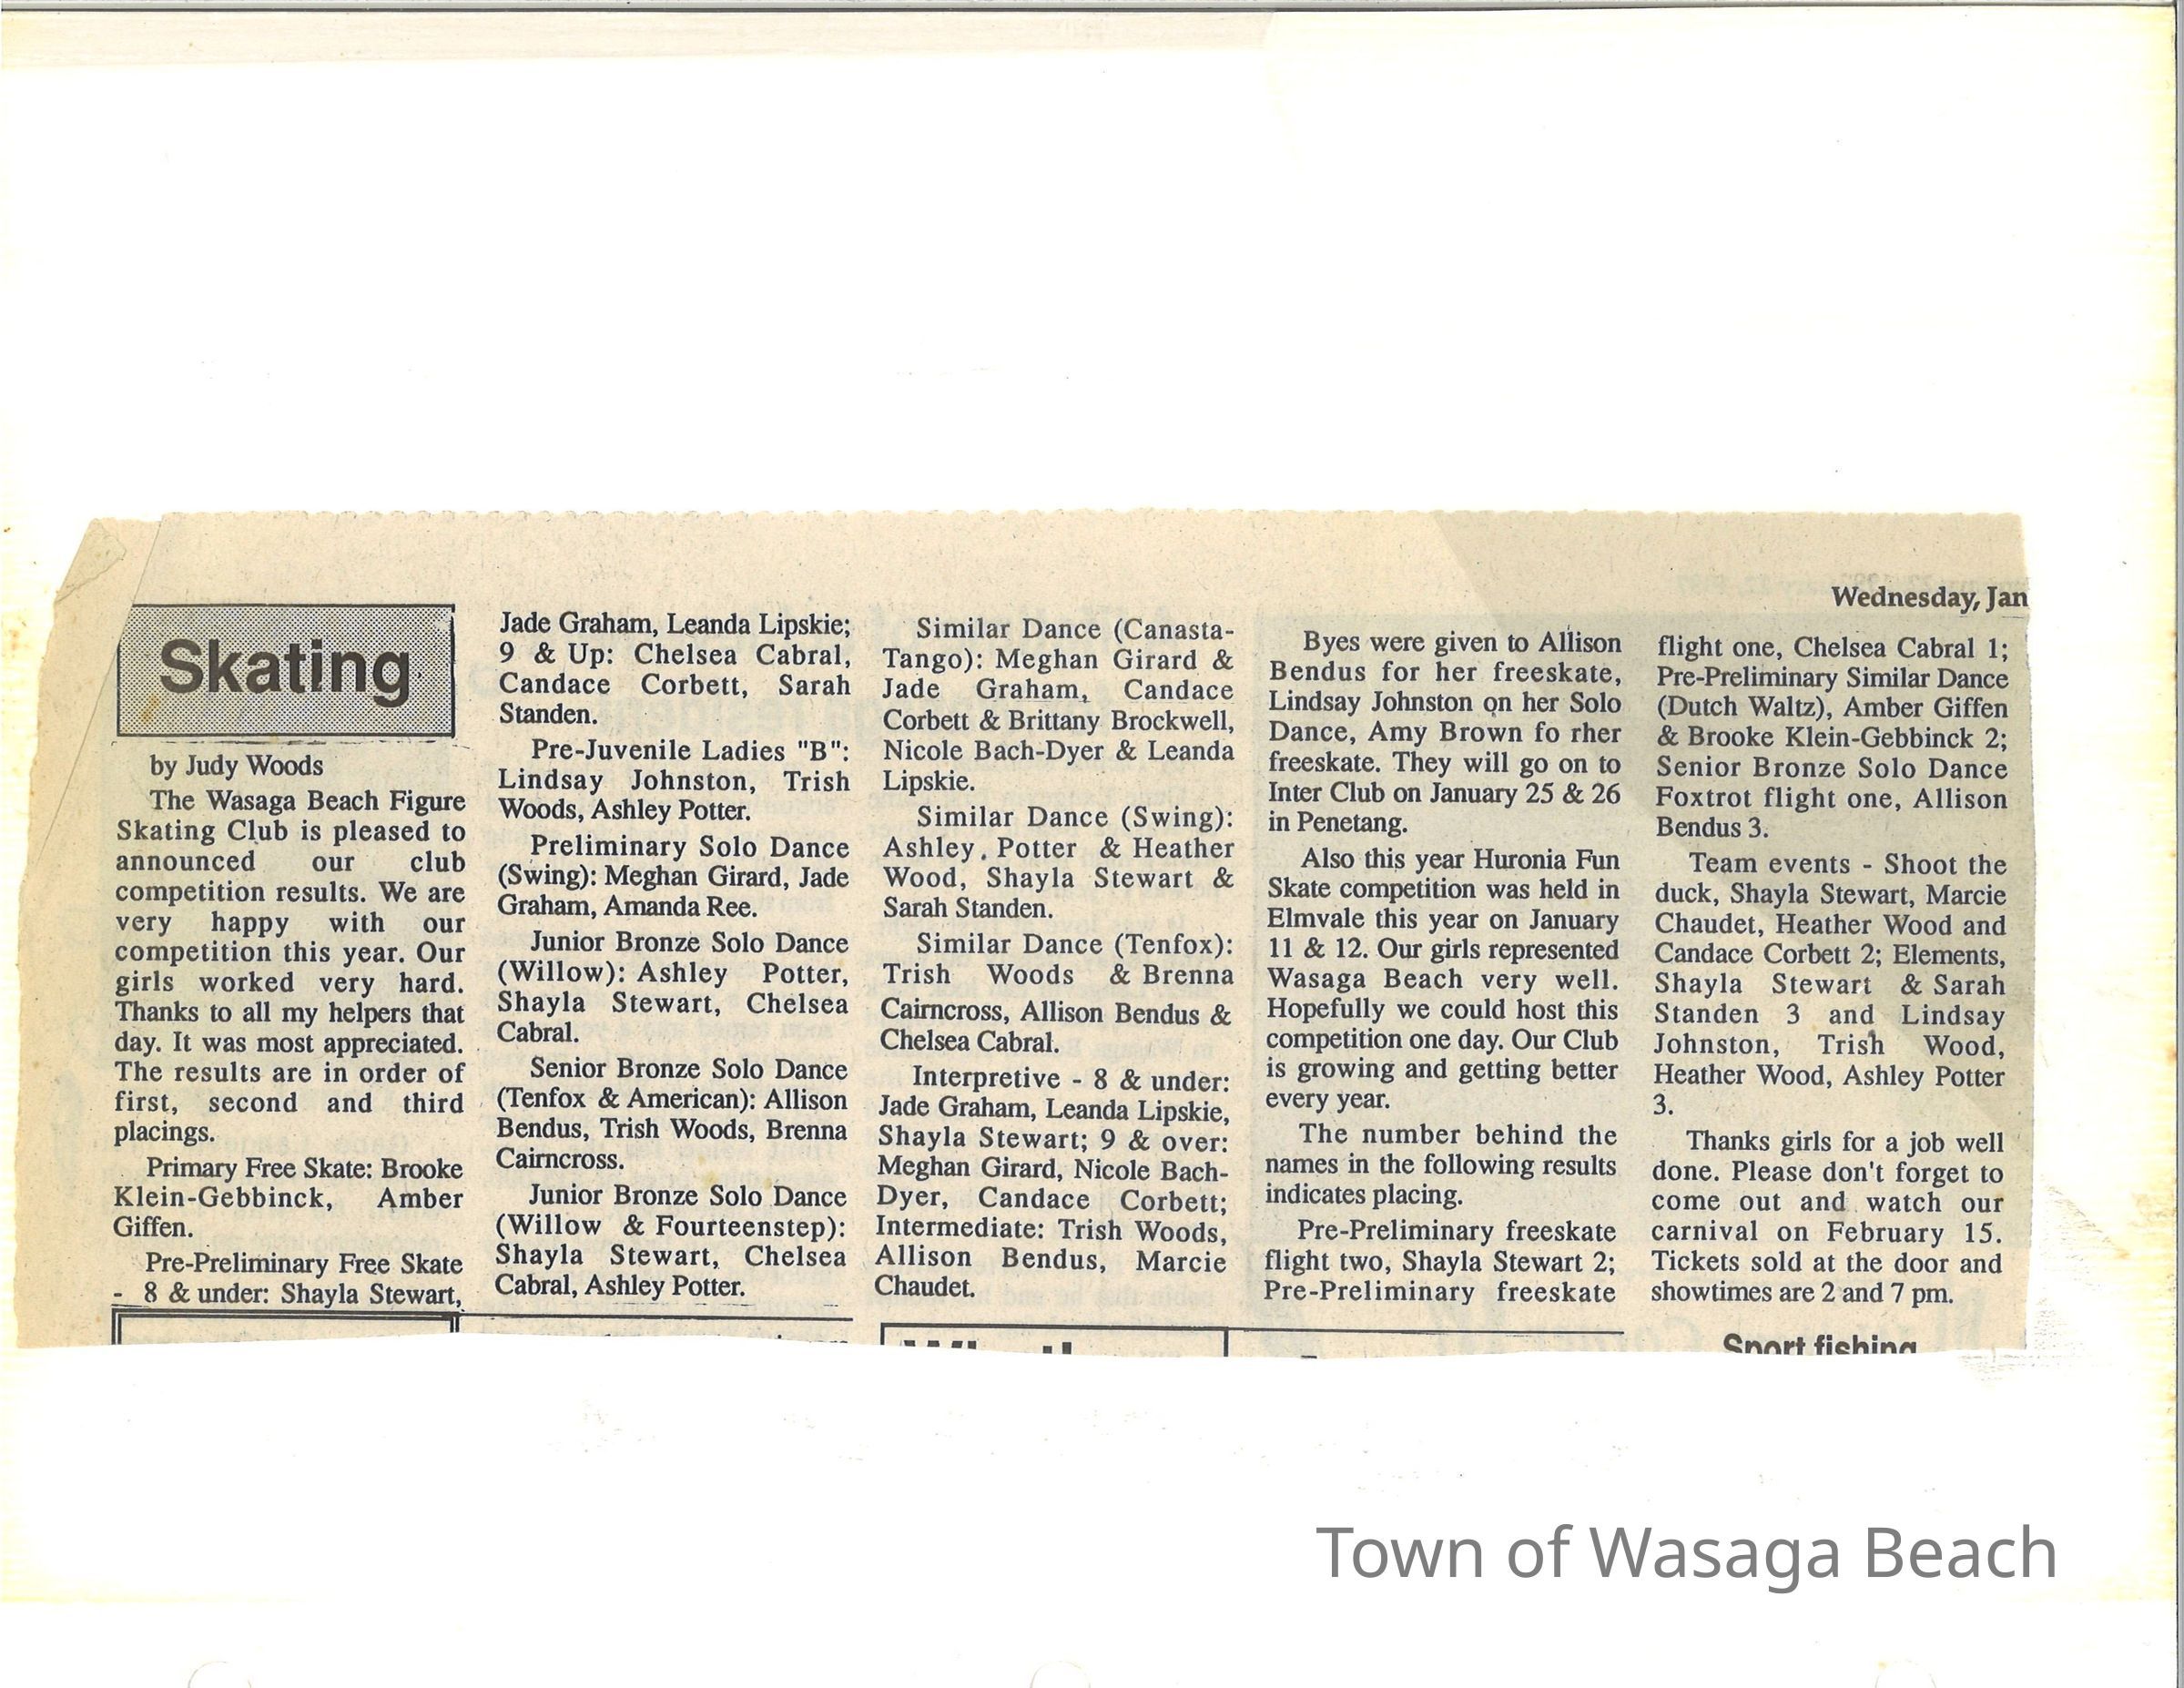 Wednesday, Jan
Skating
by Judy Woods
The Wasaga Beach Figure
Skating Club is pleased to
announced our club
competition results. We are
very happy with our
competition this year. Our
girls worked very hard.
Thanks to all my helpers that
day. It was most appreciated.
The results are in order of
first, second and third
placings.
Primary Free Skate: Brooke
Klein-Gebbinck, Amber
Giffen.
Pre-Preliminary Free Skate
- 8 & under: Shayla Stewart,
Jade Graham, Leanda Lipskie;
9 & Up: Chelsea Cabral,
Candace Corbett, Sarah
Standen.
Pre-Juvenile Ladies "B":
Lindsay Johnston, Trish
Woods, Ashley Potter.
Preliminary Solo Dance
(Swing): Meghan Girard, Jade
Graham, Amanda Ree.
Junior Bronze Solo Dance
(Willow): Ashley Potter,
Shayla Stewart, Chelsea
Cabral.
Senior Bronze Solo Dance
(Tenfox & American): Allison
Bendus, Trish Woods, Brenna
Cairncross.
Junior Bronze Solo Dance
(Willow & Fourteenstep):
Shayla Stewart, Chelsea
Cabral, Ashley Potter.
Similar Dance (Canasta-
Tango): Meghan Girard &
Jade Graham, Candace
Corbett & Brittany Brockwell,
Nicole Bach-Dyer & Leanda
Lipskie.
Similar Dance (Swing):
Ashley Potter & Heather
Wood, Shayla Stewart &
Sarah Standen.
Similar Dance (Tenfox):
Trish Woods & Brenna
Cairncross, Allison Bendus &
Chelsea Cabral.
Interpretive - 8 & under:
Jade Graham, Leanda Lipskie,
Shayla Stewart; 9 & over:
Meghan Girard, Nicole Bach-
Dyer, Candace Corbett;
Intermediate: Trish Woods,
Allison Bendus, Marcie
Chaudet.
Byes were given to Allison
Bendus for her freeskate,
Lindsay Johnston on her Solo
Dance, Amy Brown fo rher
freeskate. They will go on to
Inter Club on January 25 & 26
in Penetang.
Also this year Huronia Fun
Skate competition was held in
Elmvale this year on January
11 & 12. Our girls represented
Wasaga Beach very well.
Hopefully we could host this
competition one day. Our Club
is growing and getting better
every year.
The number behind the
names in the following results
indicates placing.
Pre-Preliminary freeskate
flight two, Shayla Stewart 2;
Pre-Preliminary freeskate
flight one, Chelsea Cabral 1;
Pre-Preliminary Similar Dance
(Dutch Waltz), Amber Giffen
& Brooke Klein-Gebbinck 2;
Senior Bronze Solo Dance
Foxtrot flight one, Allison
Bendus 3.
Team events - Shoot the
duck, Shayla Stewart, Marcie
Chaudet, Heather Wood and
Candace Corbett 2; Elements,
Shayla Stewart & Sarah
Standen 3 and Lindsay
Johnston, Trish Wood,
Heather Wood, Ashley Potter
3.
Thanks girls for a job well
done. Please don't forget to
come out and watch our
carnival on February 15.
Tickets sold at the door and
showtimes are 2 and 7 pm.
Sport fishing
Town of Wasaga Beach